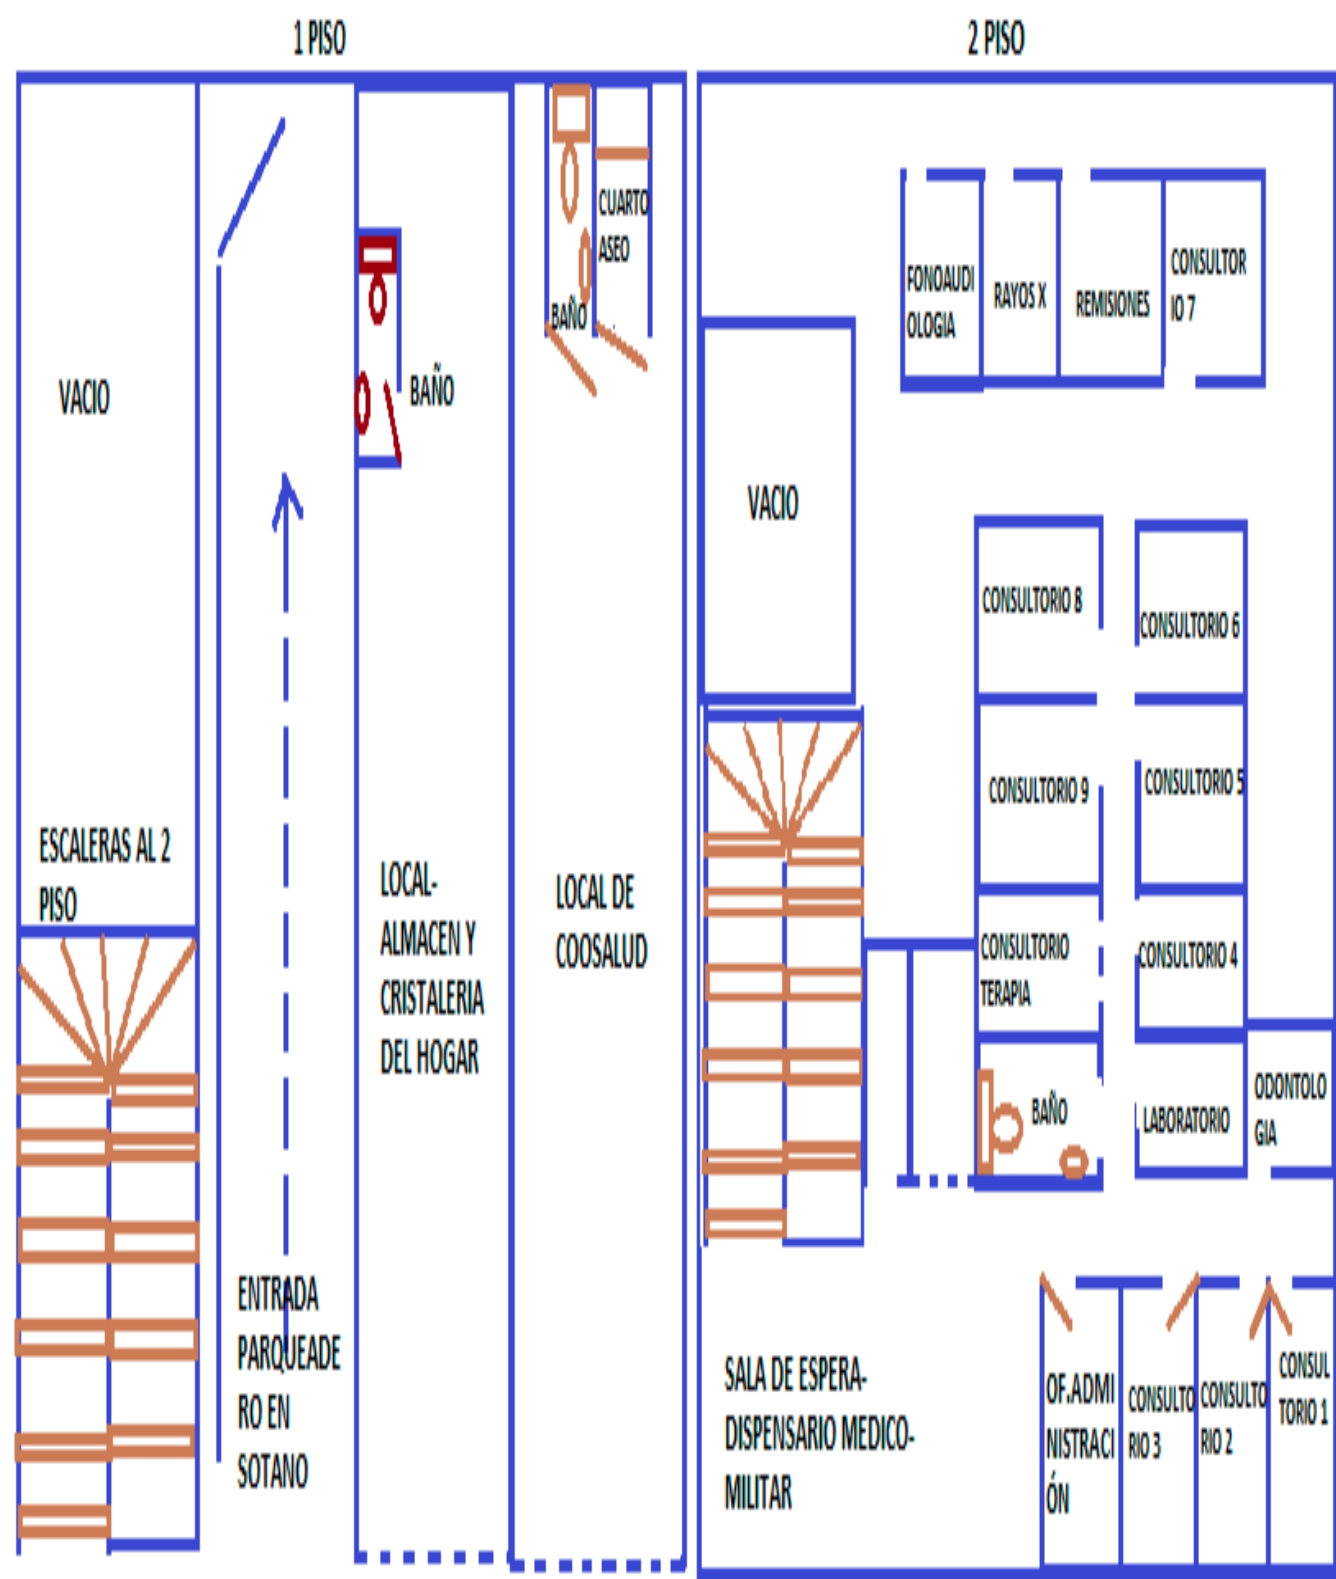 1 PISO
VACIO
ESCALERAS AL 2
PISO
ENTRADA
PARQUEADE
RO EN
SOTANO
BAÑO
LOCAL-
ALMACEN Y
CRISTALERIA
DEL HOGAR
BAÑO
CUARTO
ASEO
LOCAL DE
COOSALUD
2 PISO
FONOAUDI
OLOGIA
RAYOS X
REMISIONES
CONSULTOR
IO 7
VACIO
CONSULTORIO 8
CONSULTORIO 6
CONSULTORIO 9
CONSULTORIO 5
CONSULTORIO
TERAPIA
CONSULTORIO 4
BAÑO
LABORATORIO
ODONTOLO
GIA
SALA DE ESPERA-
DISPENSARIO MEDICO-
MILITAR
OF.ADMI
NISTRACI
ÓN
CONSULTO
RIO 3
CONSULTO
RIO 2
CONSUL
TORIO 1